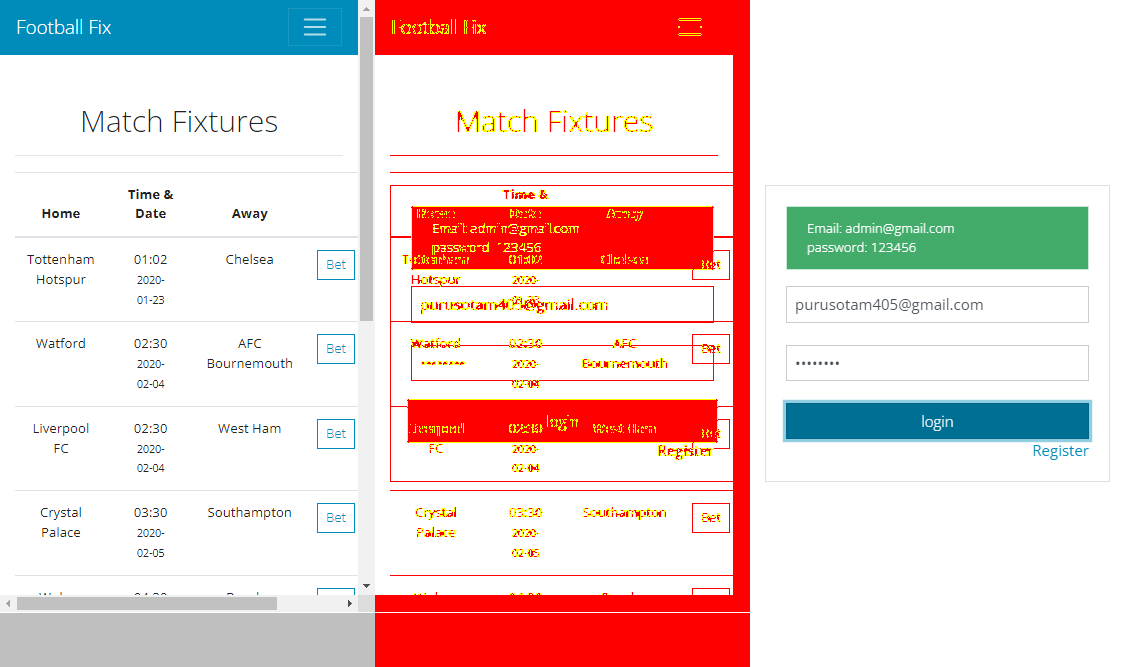 Football Fix
Match Fixtures
Home
Time &
Date
Away
Tottenham
Hotspur
01:02
2020-
01-23
Chelsea
Bet
Watford
02:30
2020-
02-04
AFC
Bournemouth
Bet
Liverpool
FC
02:30
2020-
02-04
West Ham
Bet
Crystal
Palace
03:30
2020-
02-05
Southampton
Bet
Football Fix
Match Fixtures
Time &
Home
Date
Away
Email: admin@gmail.com
password: 123456
Tottenham
01:02
Chelsea
Bet
Hotspur
2020-
purusotam405@gmail.com
Watford
02:30
AFC
Bet
2020-
Bournemouth
02-04
login
Liverpool
02:30
West Ham
Bet
FC
2020-
Register
02-04
Crystal
Palace
03:30
2020-
02-05
Southampton
Bet
Email: admin@gmail.com
password: 123456
purusotam405@gmail.com
••••••••
login
Register